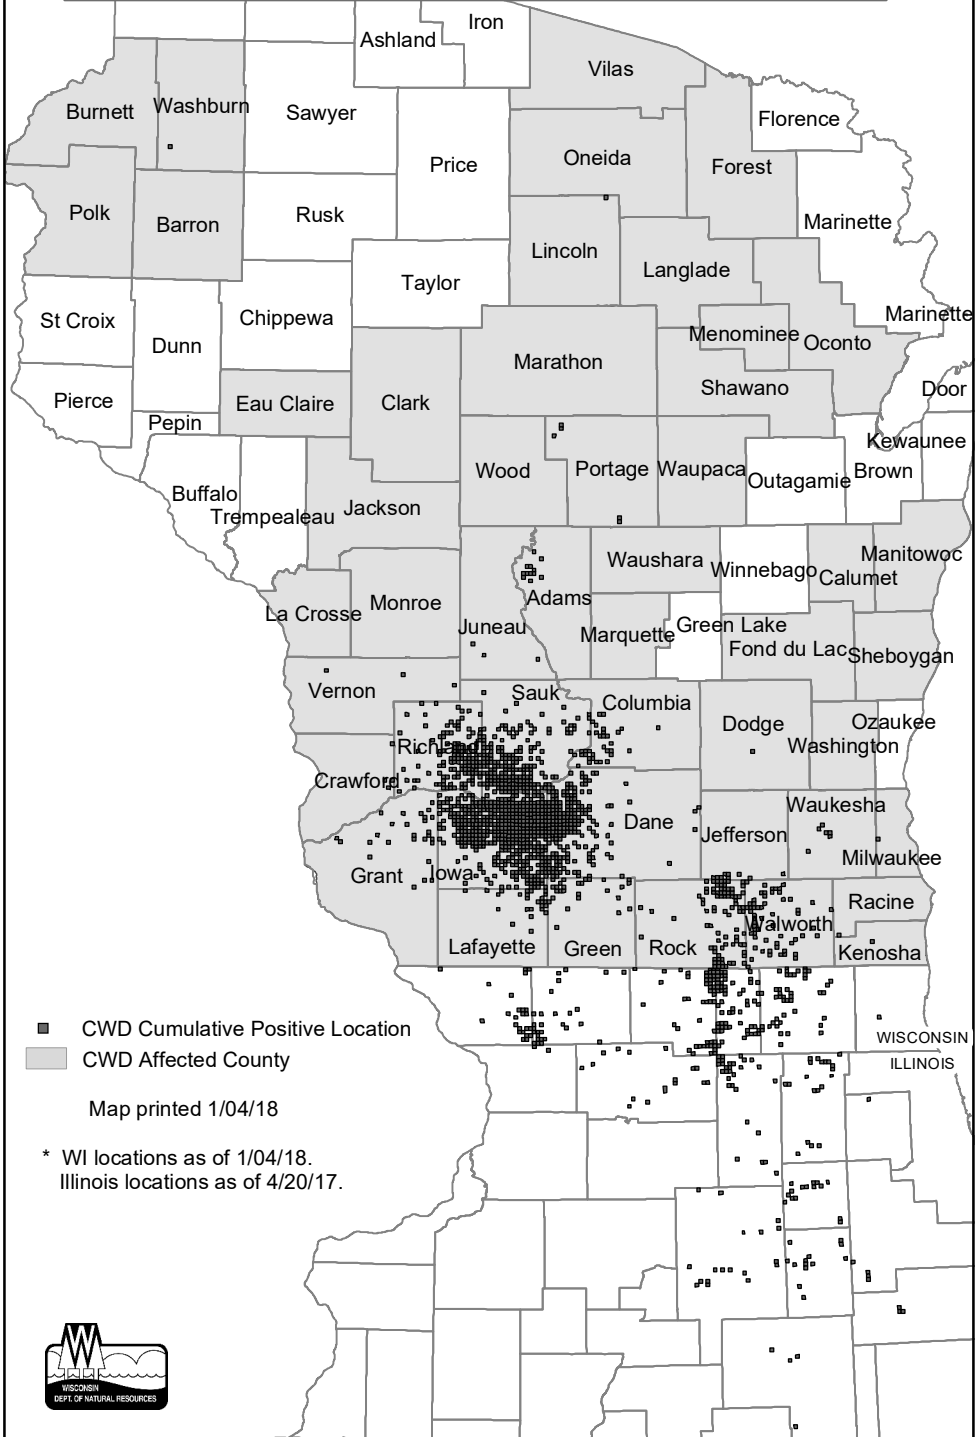 Iron
Ashland
Vilas
Burnett
Washburn
Sawyer
Florence
Price
Oneida
Forest
Polk
Barron
Rusk
Marinette
Lincoln
Langlade
Taylor
St Croix
Chippewa
Marinette
Dunn
Menominee
Oconto
Marathon
Shawano
Door
Pierce
Eau Claire
Clark
Pepin
Kewaunee
Wood
Portage
Waupaca
Outagamie
Brown
Buffalo
Trempealeau
Jackson
Waushara
Winnebago
Manitowoc
Calumet
La Crosse
Monroe
Adams
Juneau
Marquette
Green Lake
Fond du Lac
Sheboygan
Vernon
Sauk
Columbia
Dodge
Ozaukee
Washington
Richland
Crawford
Dane
Jefferson
Waukesha
Milwaukee
Grant
Iowa
Walworth
Racine
Lafayette
Green
Rock
Kenosha
CWD Cumulative Positive Location
CWD Affected County
WISCONSIN
ILLINOIS
Map printed 1/04/18
* WI locations as of 1/04/18.
Illinois locations as of 4/20/17.
W
WISCONSIN
DEPT. OF NATURAL RESOURCES